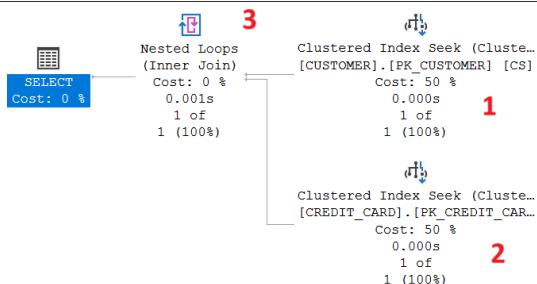 3
Nested Loops
(Inner Join)
Cost: 0 %
0.001s
1 of
1 (100%)
SELECT
Cost: 0 %
Clustered Index Seek (Cluste…
[CUSTOMER].[PK_CUSTOMER] [CS]
Cost: 50 %
0.000s
1 of
1 (100%)
1
Clustered Index Seek (Cluste…
[CREDIT_CARD].[PK_CREDIT_CAR…
Cost: 50 %
0.000s
1 of
1 (100%)
2